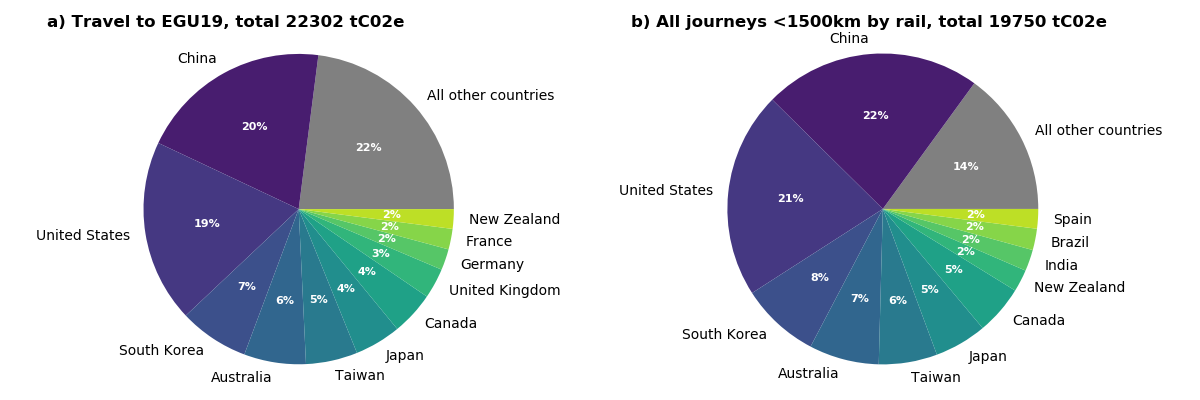 a) Travel to EGU19, total 22302 tC02e
China
20%
All other countries
22%
United States
19%
South Korea
7%
Australia
6%
Taiwan
5%
Japan
4%
Canada
4%
United Kingdom
3%
Germany
2%
France
2%
New Zealand
2%
b) All journeys <1500km by rail, total 19750 tC02e
China
22%
All other countries
14%
United States
21%
South Korea
8%
Australia
7%
Taiwan
6%
Japan
5%
Canada
5%
New Zealand
2%
India
2%
Brazil
2%
Spain
2%